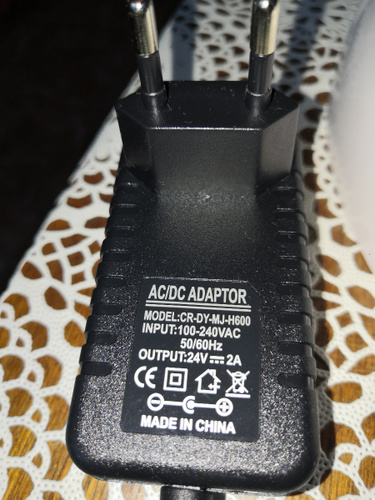 AC/DC ADAPTOR
MODEL:CR-DY-MJ-H600
INPUT:100-240VAC
50/60Hz
OUTPUT:24V⎓2A
CE
MADE IN CHINA